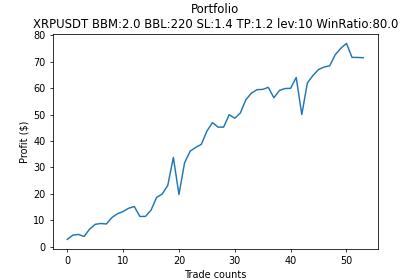 Portfolio
XRPUSDT BBM:2.0 BBL:220 SL:1.4 TP:1.2 lev:10 WinRatio:80.0
80
70
60
50
40
30
20
10
0
Profit ($)
0 10 20 30 40 50
Trade counts